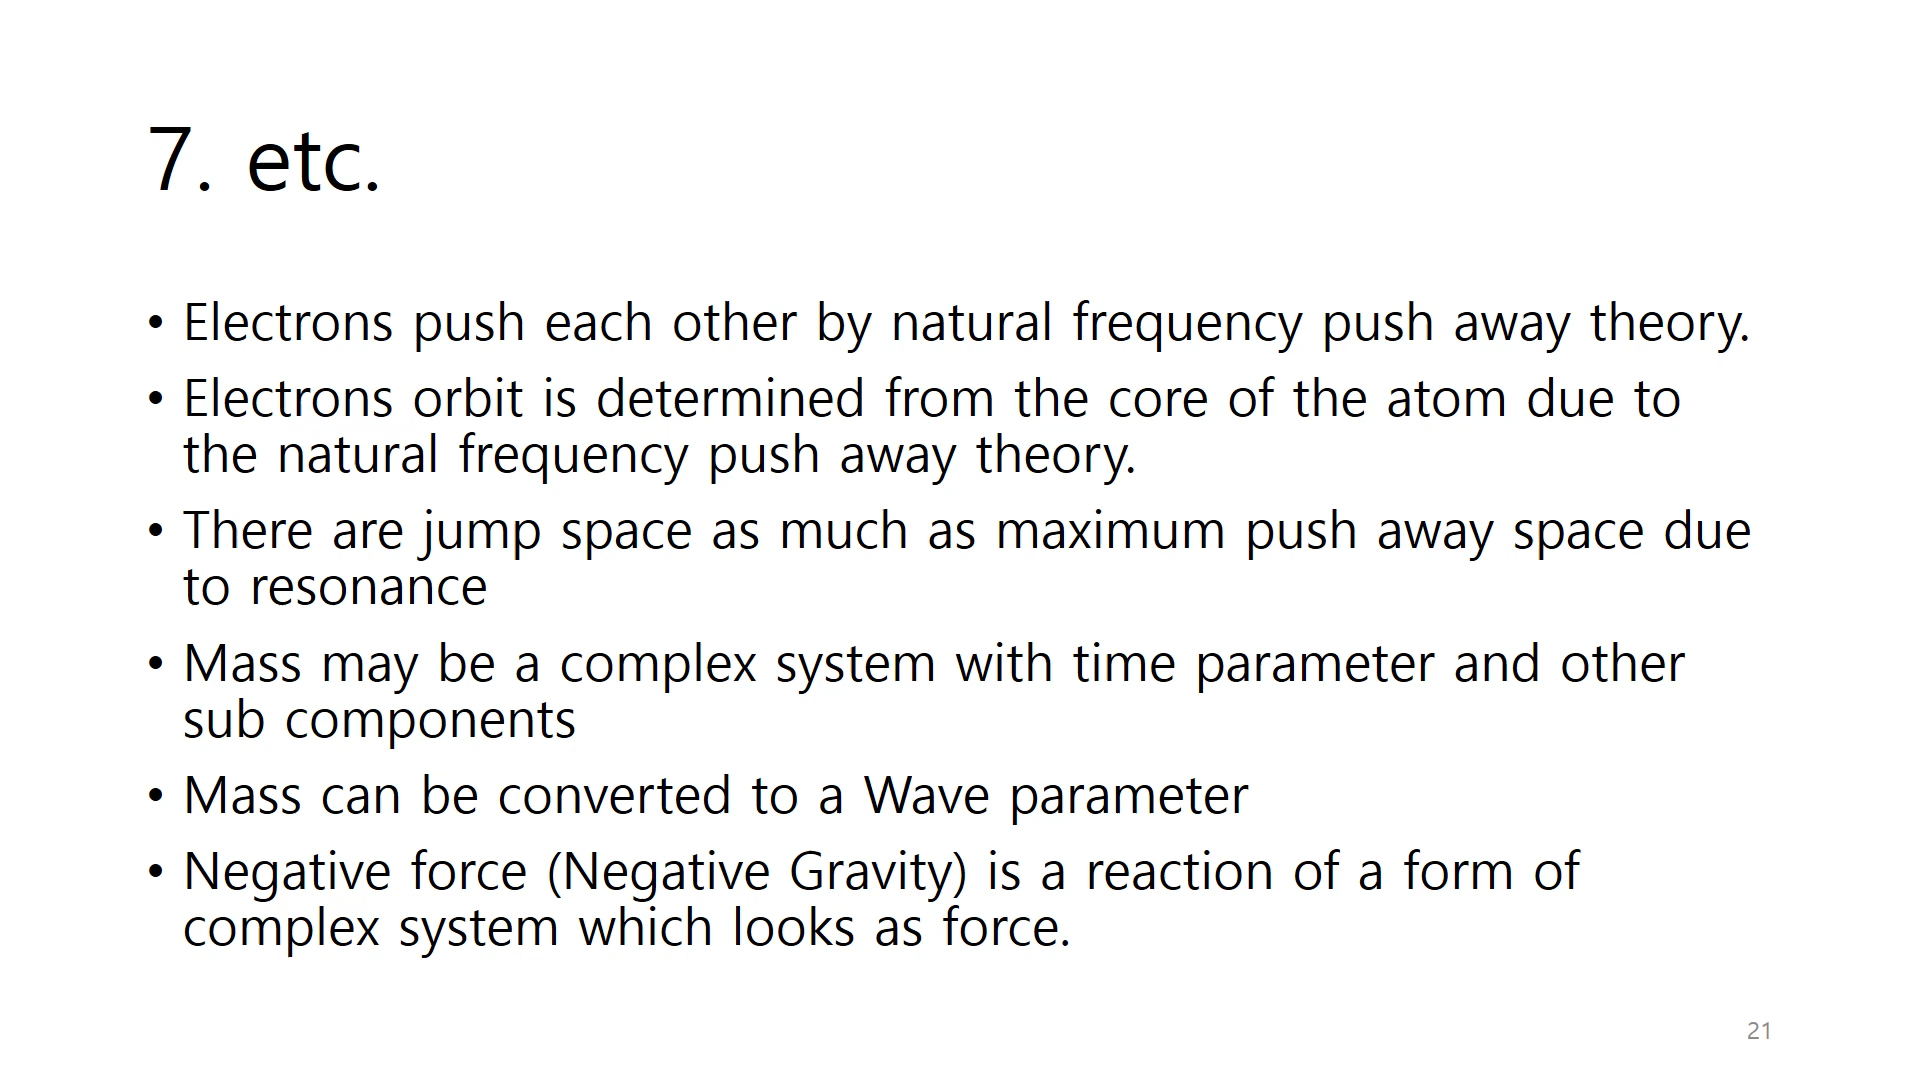 7. etc.
• Electrons push each other by natural frequency push away theory.
• Electrons orbit is determined from the core of the atom due to
the natural frequency push away theory.
• There are jump space as much as maximum push away space due
to resonance
• Mass may be a complex system with time parameter and other
sub components
• Mass can be converted to a Wave parameter
• Negative force (Negative Gravity) is a reaction of a form of
complex system which looks as force.
21